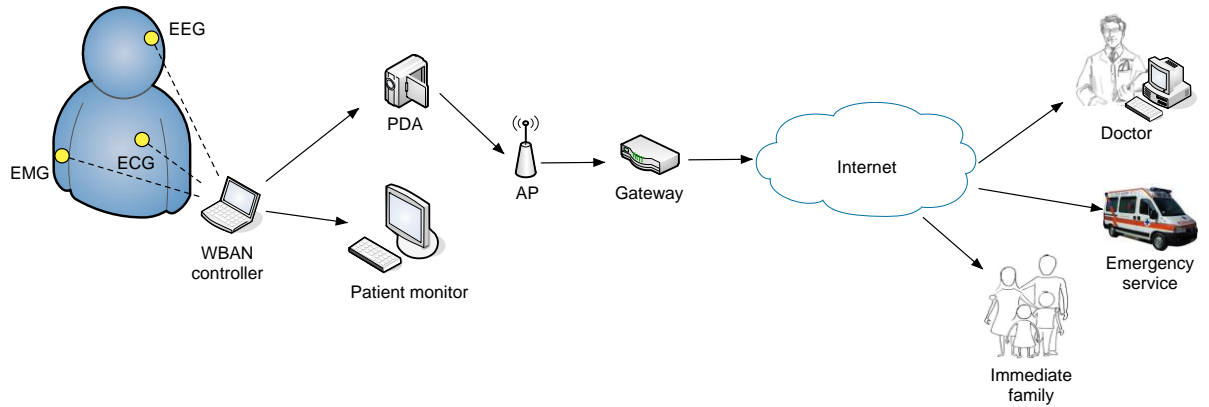 EEG
ECG
EMG
WBAN
controller
PDA
Patient monitor
AP
Gateway
Internet
Doctor
Emergency
service
Immediate
family